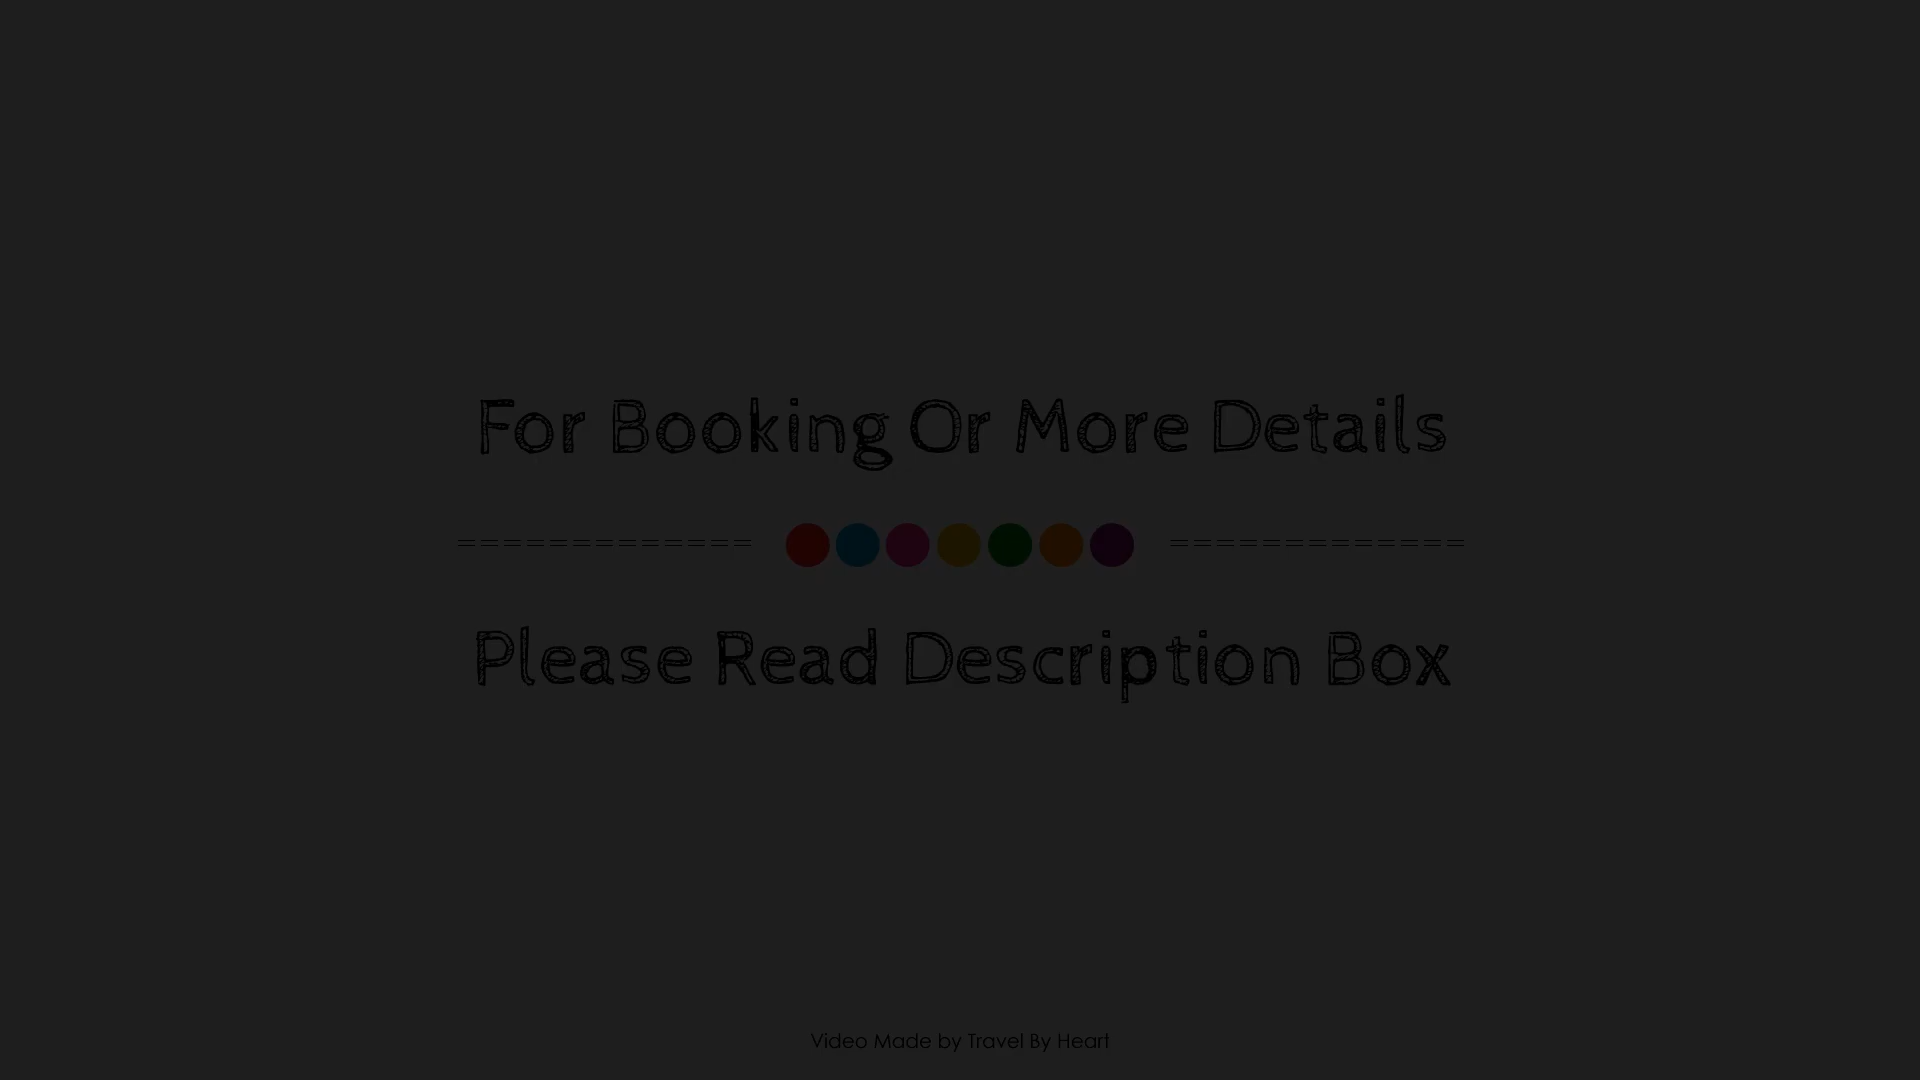 For Booking Or More Details
============= =============
Please Read Description Box
Video Made by Travel By Heart